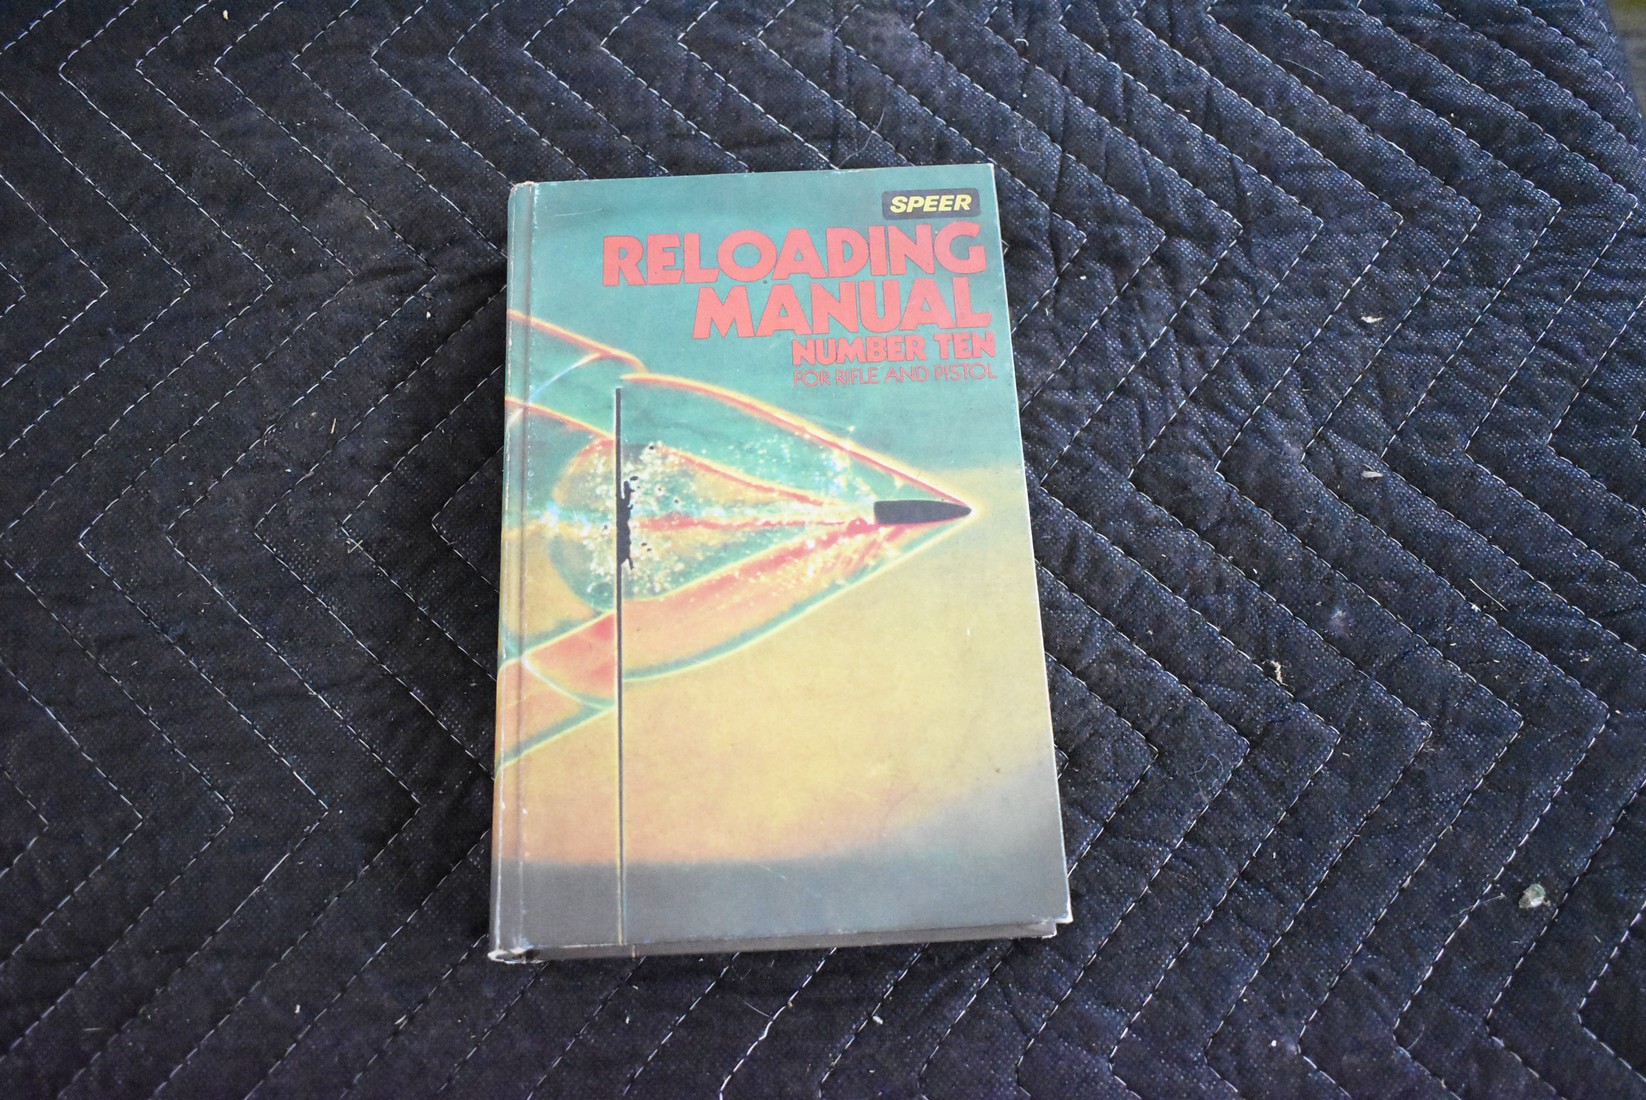 SPEER
RELOADING
MANUAL
NUMBER TEN
FOR RIFLE AND PISTOL